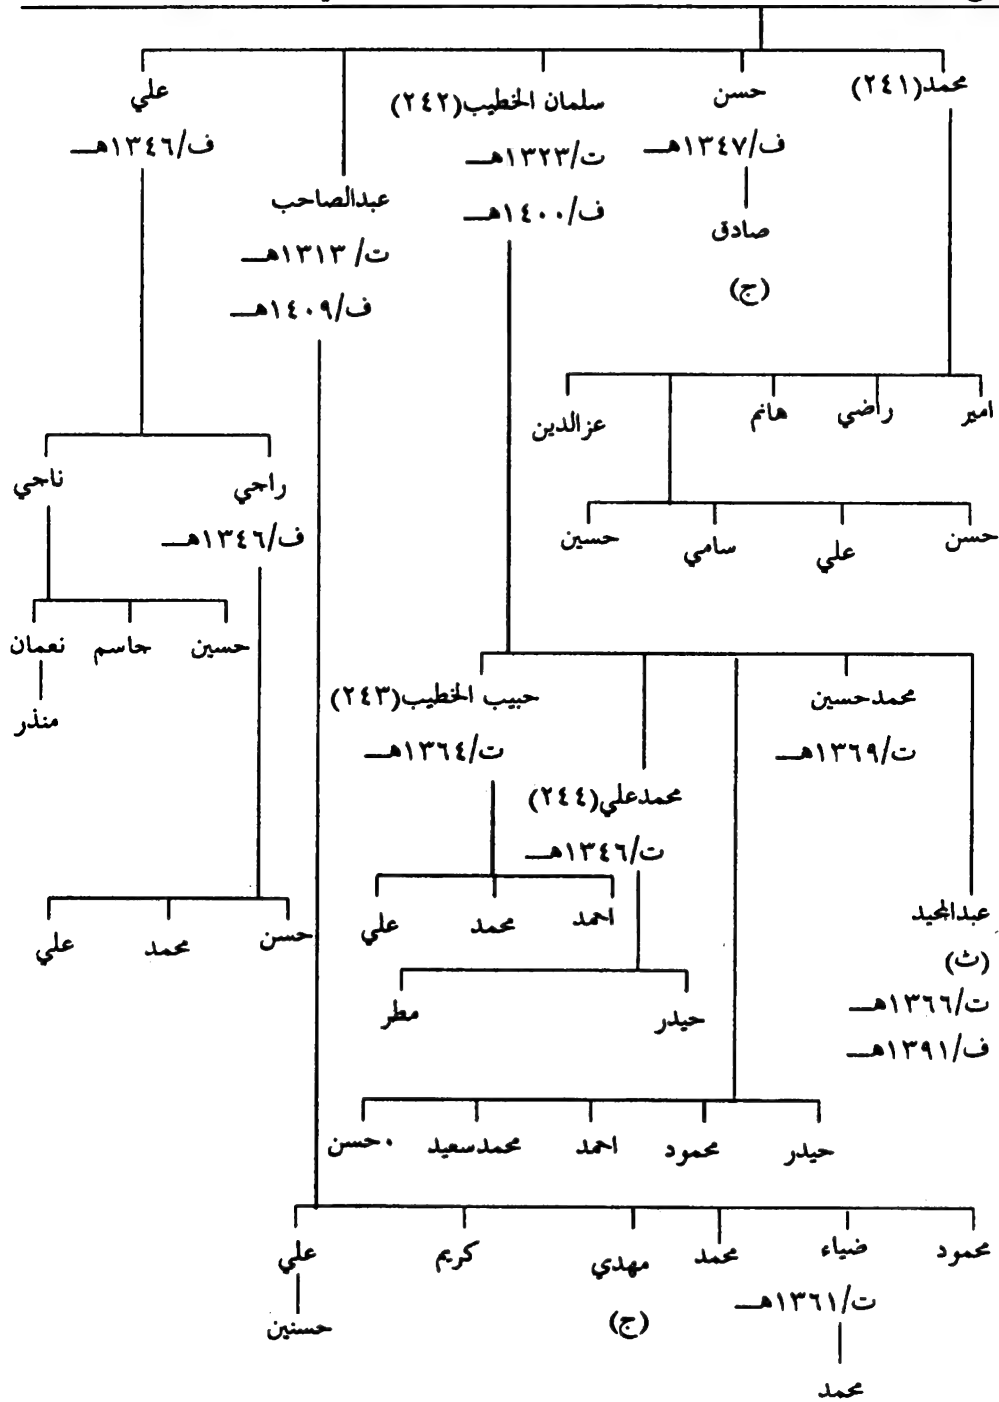 محمد(٢٤١)
حسن
ف/١٣٤٧هـ
صادق
(ج)
سلمان الخطيب(٢٤٢)
ت/١٣٢٣هـ
ف/١٤٠٠هـ
عبدالصاحب
ت/١٣١٣هـ
ف/١٤٠٩هـ
علي
ف/١٣٤٦هـ
امير
راضي
هانم
عزالدين
حسن
علي
سامي
حسين
راجي
ف/١٣٤٦هـ
ناجي
حسين
جاسم
نعمان
منذر
حسن
محمد
علي
محمدحسين
ت/١٣٦٩هـ
حبيب الخطيب(٢٤٣)
ت/١٣٦٤هـ
محمدعلي(٢٤٤)
ت/١٣٤٦هـ
احمد
محمد
علي
عبدالمجيد
(ث)
ت/١٣٦٦هـ
ف/١٣٩١هـ
حيدر
مطر
حيدر
محمود
احمد
محمدسعيد
حسن
محمود
ضياء
ت/١٣٦١هـ
محمد
محمد
مهدي
(ج)
كريم
علي
حسنين